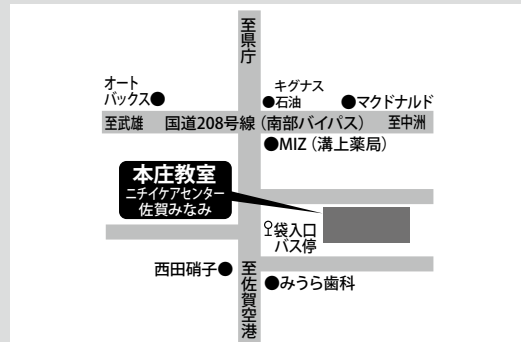 至県庁
オート
バックス●
キグナス
●石油
●マクドナルド
至武雄
国道208号線（南部バイパス）
至中洲
●MIZ（溝上薬局）
本庄教室
ニチイケアセンター
佐賀みなみ
袋入口
バス停
西田硝子●
至佐賀空港
●みうら歯科